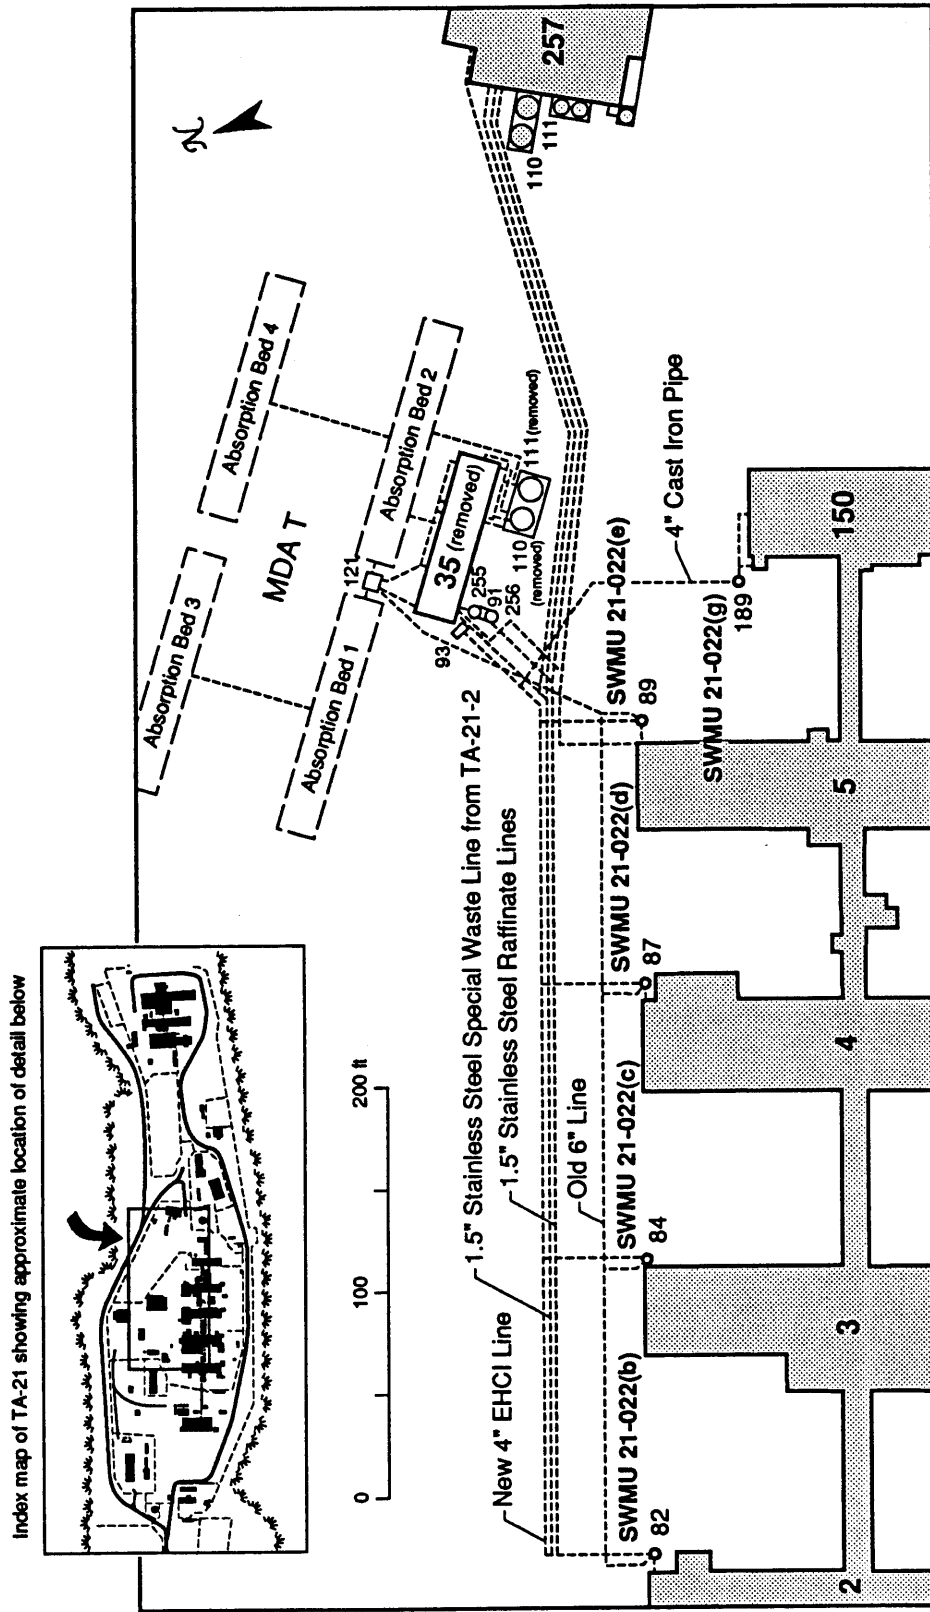 Index map of TA-21 showing approximate location of detail below
0
100
200 ft
N
Absorption Bed 3
Absorption Bed 4
MDA T
Absorption Bed 1
121
Absorption Bed 2
35 (removed)
93
255
91
256
110
(removed)
111 (removed)
257
110
111
New 4" EHCI Line
1.5" Stainless Steel Special Waste Line from TA-21-2
1.5" Stainless Steel Raffinate Lines
Old 6" Line
4" Cast Iron Pipe
SWMU 21-022(b)
82
SWMU 21-022(c)
84
SWMU 21-022(d)
87
SWMU 21-022(e)
89
SWMU 21-022(g)
189
2
3
4
5
150